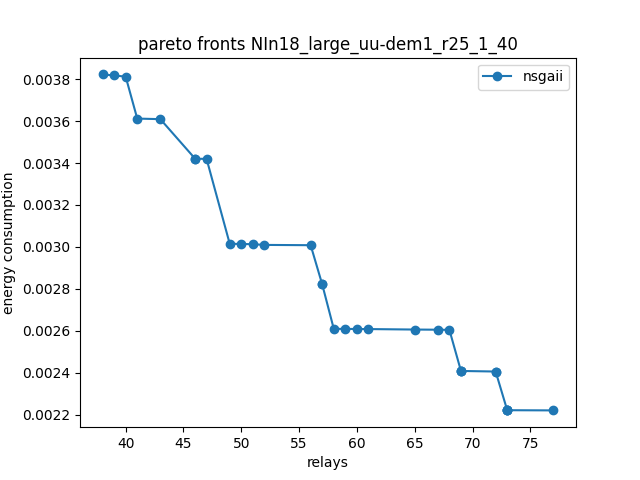 pareto fronts NIn18_large_uu-dem1_r25_1_40
nsgaii
energy consumption
0.0038
0.0036
0.0034
0.0032
0.0030
0.0028
0.0026
0.0024
0.0022
40 45 50 55 60 65 70 75
relays